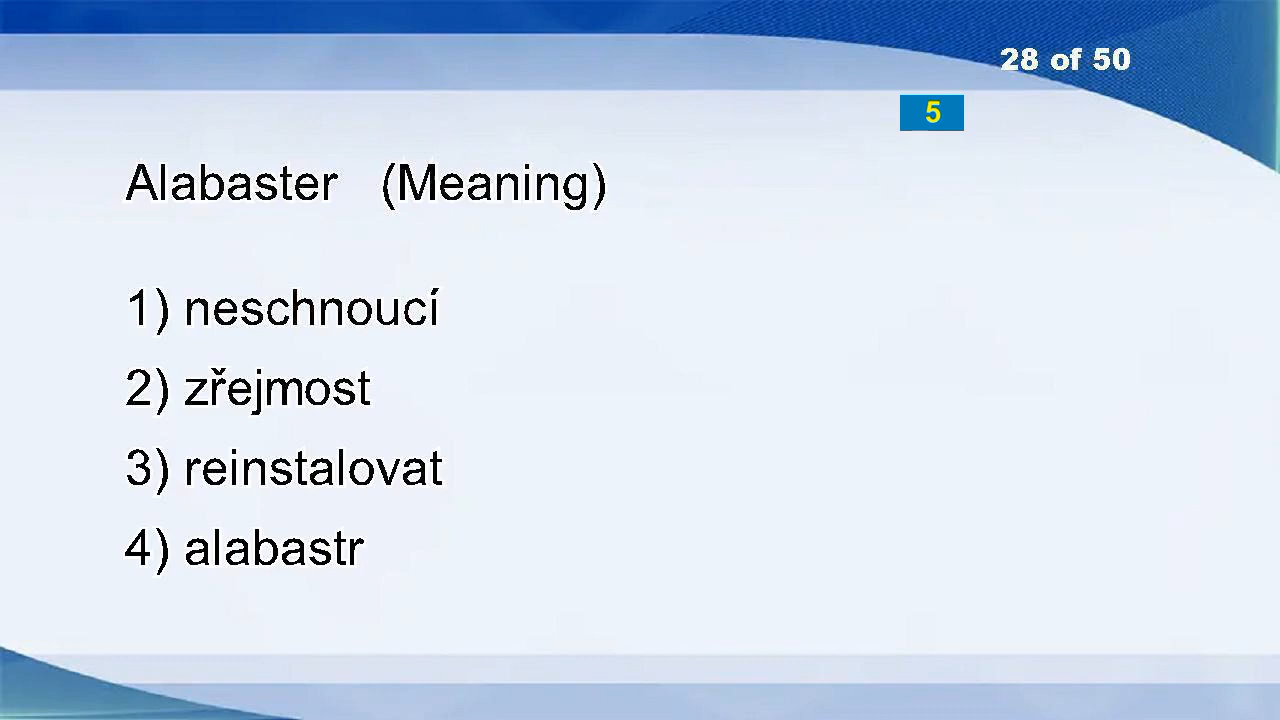 28 of 50
5
Alabaster (Meaning)
1) neschnoucí
2) zřejmost
3) reinstalovat
4) alabastr